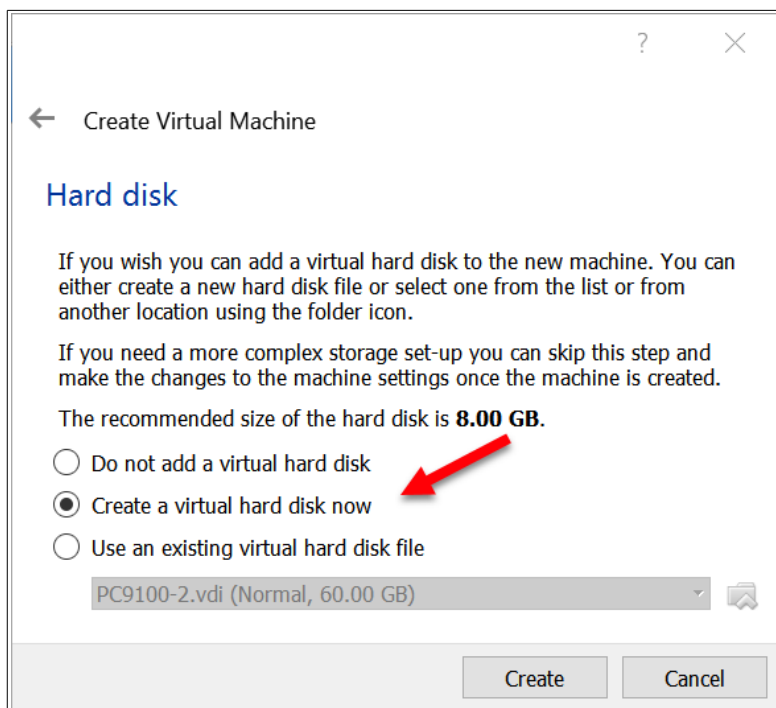 ?
Create Virtual Machine
Hard disk
If you wish you can add a virtual hard disk to the new machine. You can
either create a new hard disk file or select one from the list or from
another location using the folder icon.
If you need a more complex storage set-up you can skip this step and
make the changes to the machine settings once the machine is created.
The recommended size of the hard disk is 8.00 GB.
Do not add a virtual hard disk
Create a virtual hard disk now
Use an existing virtual hard disk file
PC9100-2.vdi (Normal, 60.00 GB)
Create Cancel